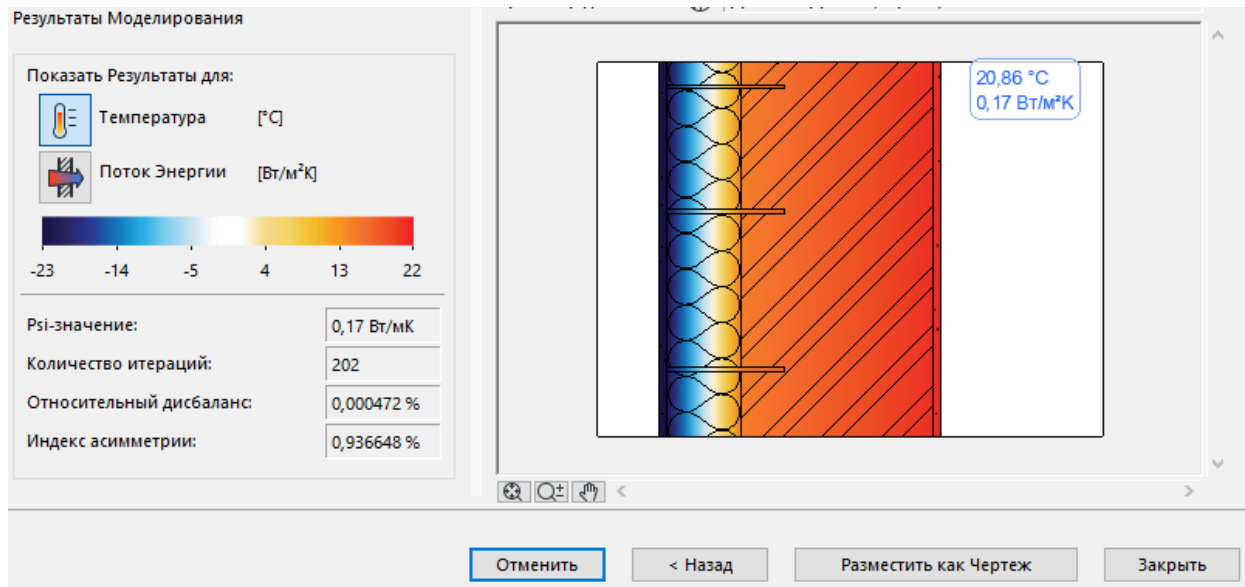 Результаты Моделирования
Показать Результаты для:
Температура [°C]
Поток Энергии [Вт/м²K]
-23 -14 -5 4 13 22
Psi-значение: 0,17 Вт/мК
Количество итераций: 202
Относительный дисбаланс: 0,000472 %
Индекс асимметрии: 0,936648 %
20,86 °C
0,17 Вт/м²K
Отменить < Назад Разместить как Чертеж Закрыть